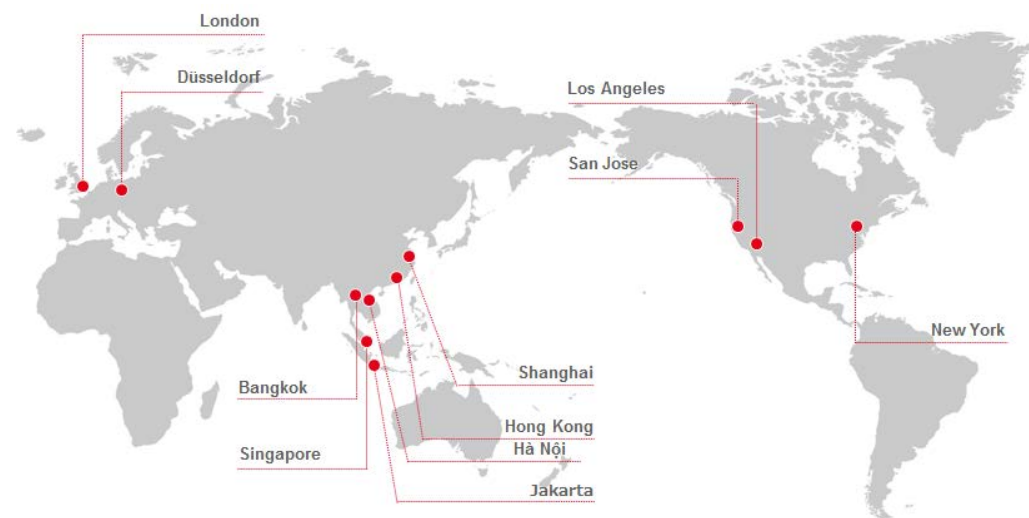 London
Düsseldorf
Los Angeles
San Jose
New York
Shanghai
Bangkok
Hong Kong
Hà Nội
Singapore
Jakarta